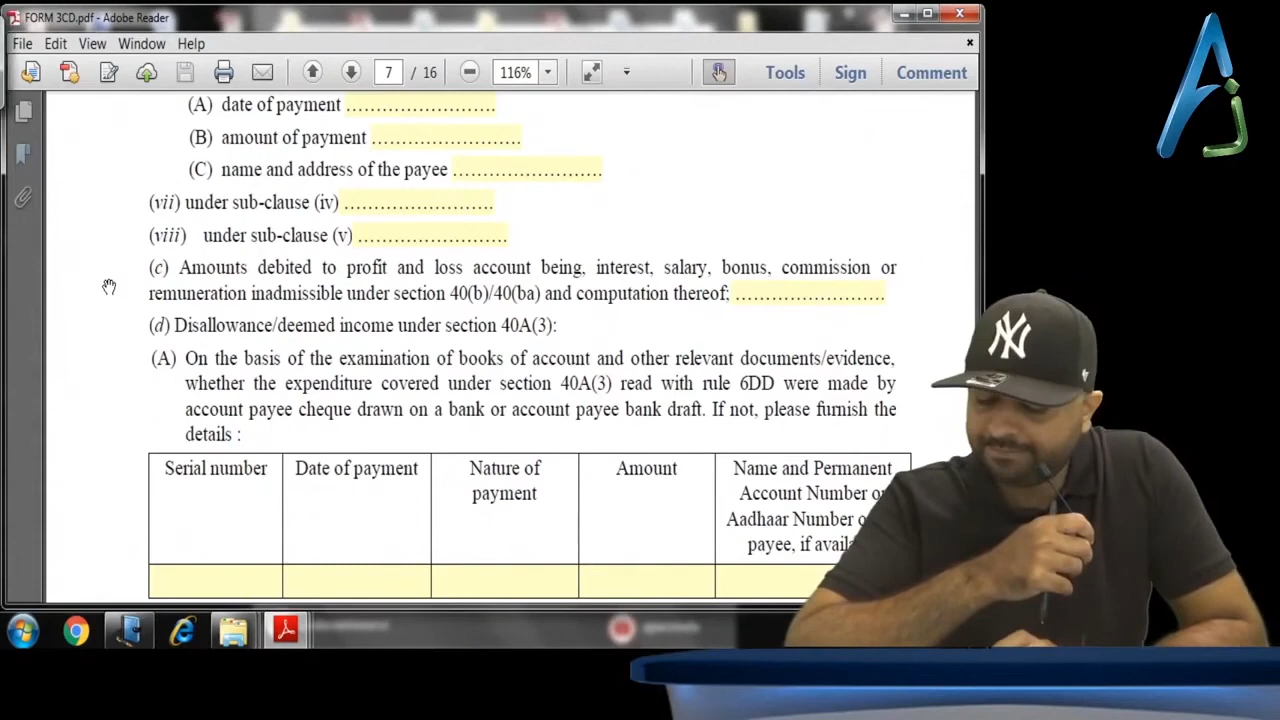 FORM 3CD.pdf - Adobe Reader
File Edit View Window Help
7 / 16 116% Tools Sign Comment
(A) date of payment ……………………
(B) amount of payment ……………………
(C) name and address of the payee ……………………
(vii) under sub-clause (iv) ……………………
(viii) under sub-clause (v) ……………………
(c) Amounts debited to profit and loss account being, interest, salary, bonus, commission or
remuneration inadmissible under section 40(b)/40(ba) and computation thereof; ……………………
(d) Disallowance/deemed income under section 40A(3):
(A) On the basis of the examination of books of account and other relevant documents/evidence,
whether the expenditure covered under section 40A(3) read with rule 6DD were made by
account payee cheque drawn on a bank or account payee bank draft. If not, please furnish the
details :
Serial number Date of payment Nature of payment Amount Name and Permanent
Account Number
Aadhaar Number
payee, if
NY
AJ